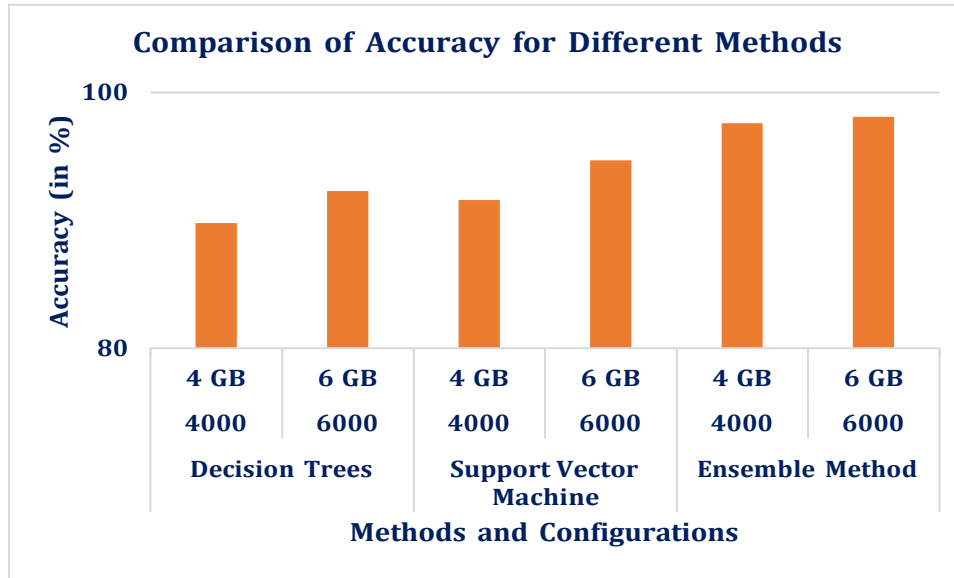 Comparison of Accuracy for Different Methods
100
80
Accuracy (in %)
4 GB 6 GB 4 GB 6 GB 4 GB 6 GB
4000 6000 4000 6000 4000 6000
Decision Trees Support Vector Ensemble Method
Machine
Methods and Configurations